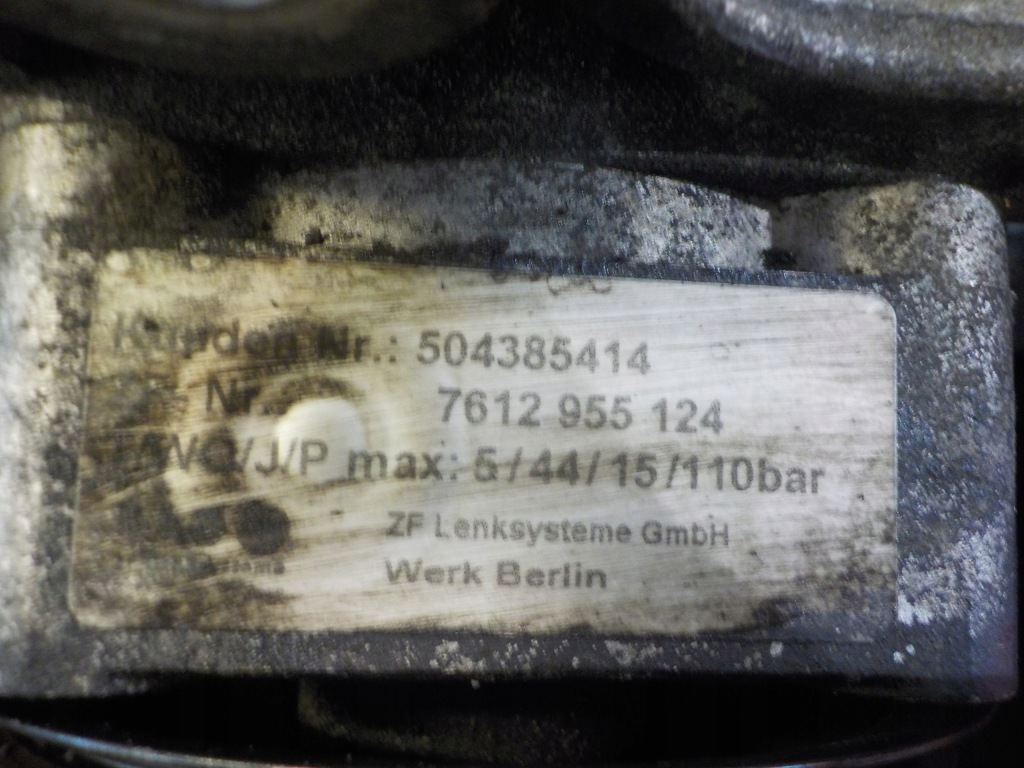 Kunden Nr.: 504385414
Nr. 7612 955 124
max: 5/44/15/110bar
ZF Lenksysteme GmbH
Werk Berlin